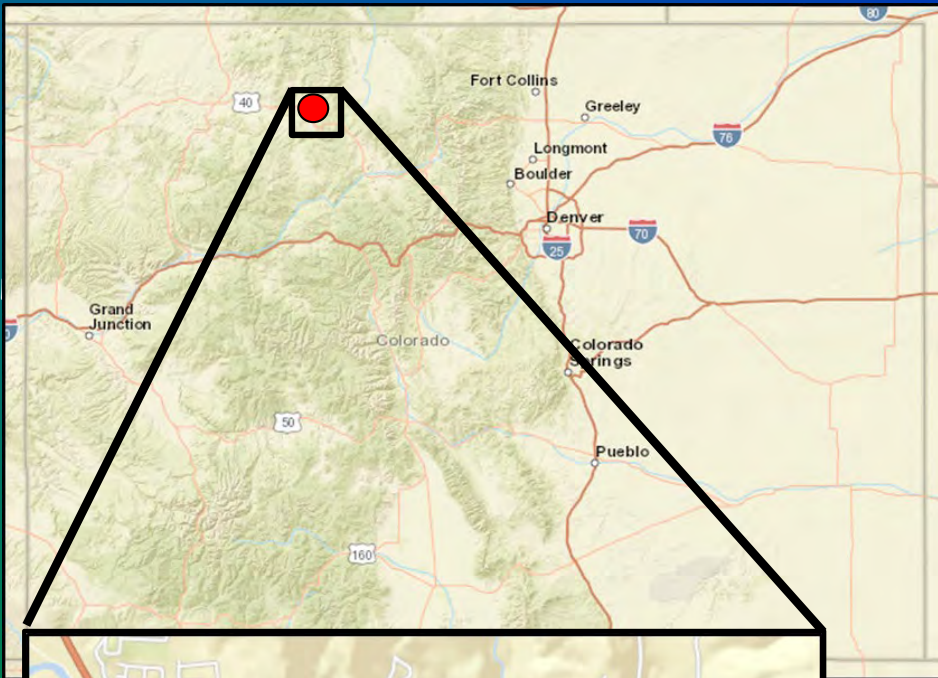 80
Fort Collins
40
Greeley
76
Longmont
Boulder
Denver
70
25
Grand
Junction
Colorado
Colorado
Springs
50
Pueblo
160